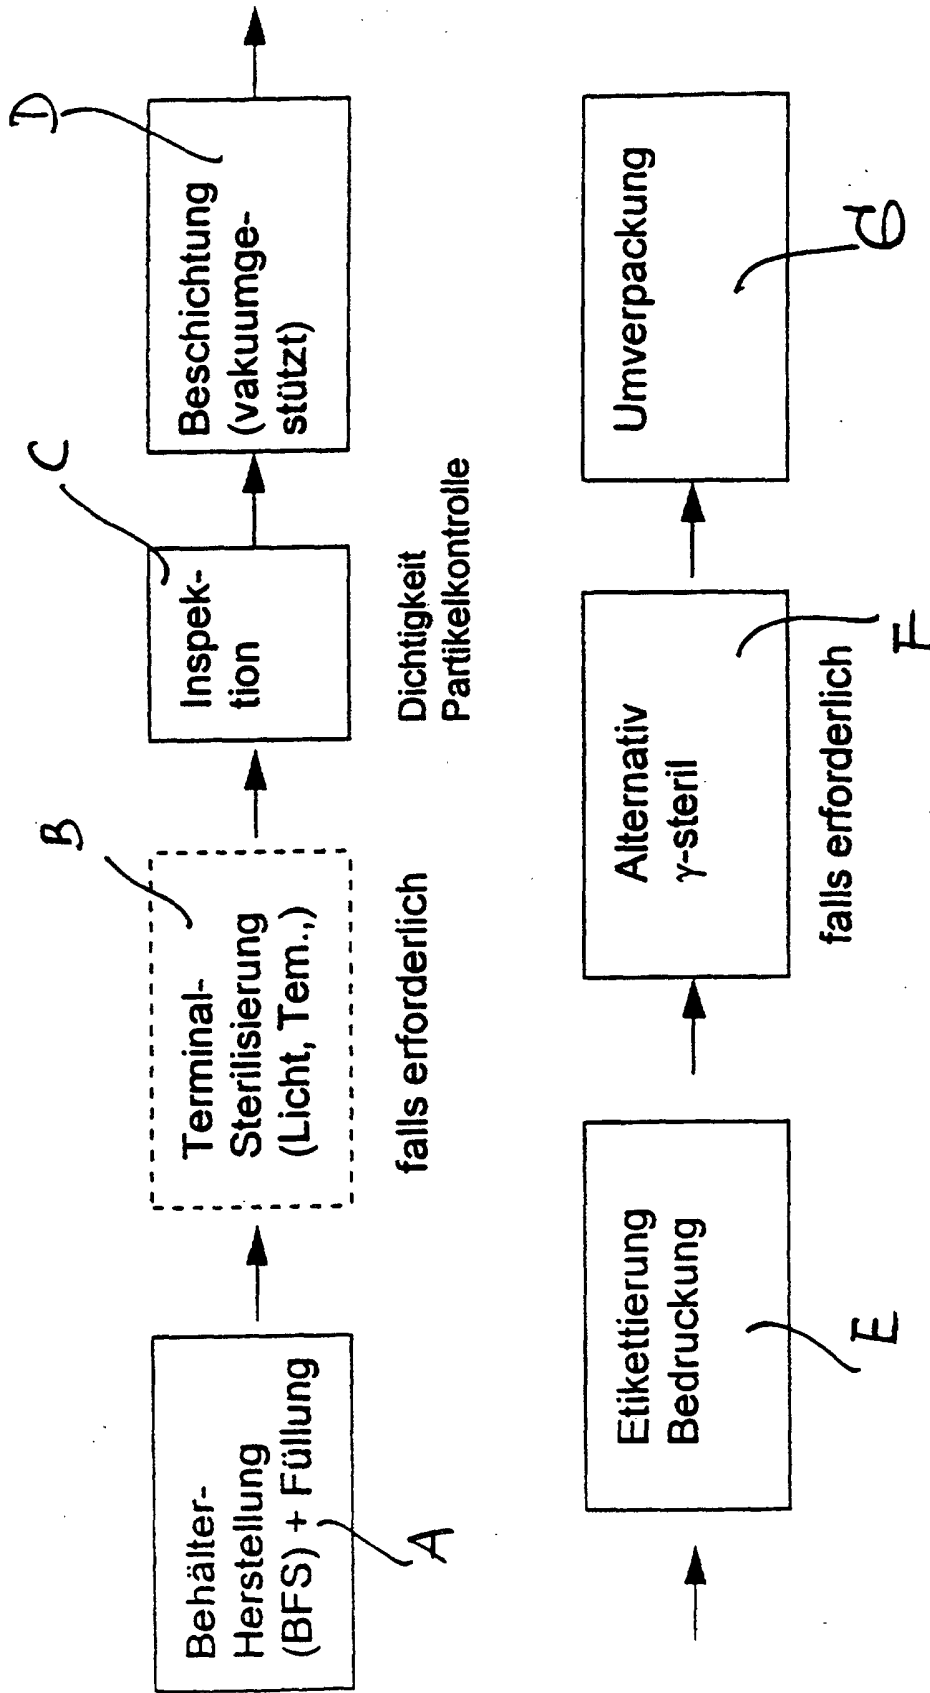 A
Behälter-
Herstellung
(BFS) + Füllung
B
Terminal-
Sterilisierung
(Licht, Tem.,)
falls erforderlich
C
Inspek-
tion
Dichtigkeit
Partikelkontrolle
D
Beschichtung
(vakuumge-
stützt)
E
Etikettierung
Bedruckung
F
Alternativ
γ-steril
falls erforderlich
G
Umverpackung